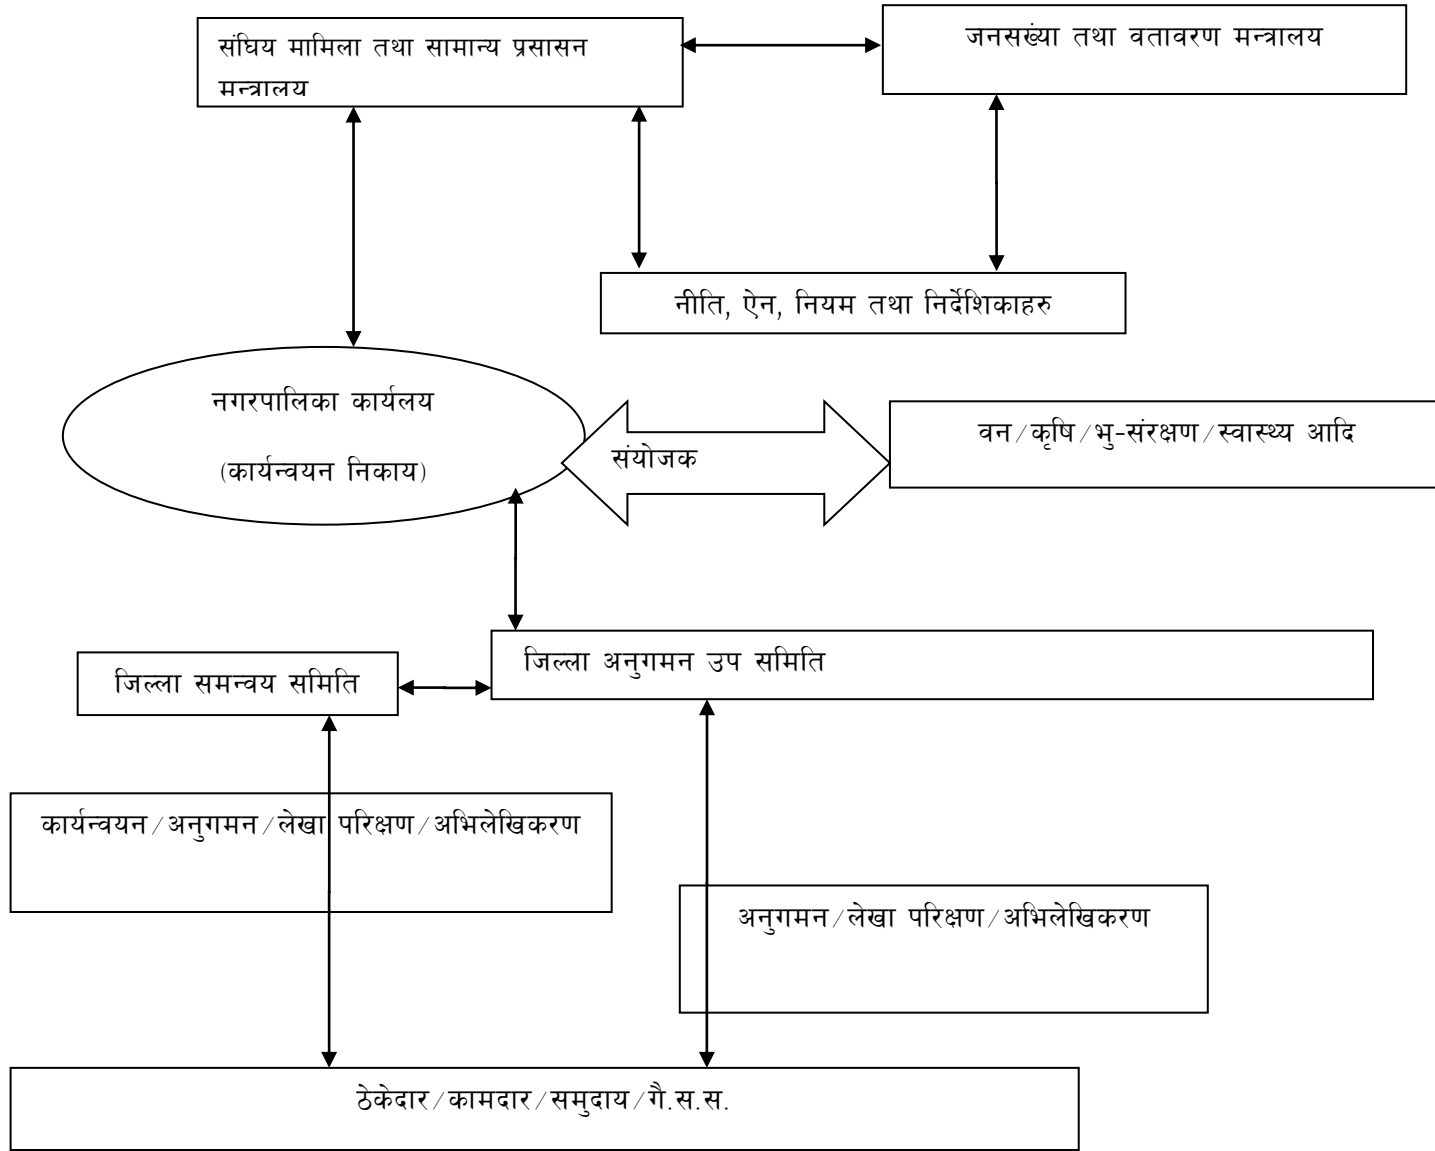 संघिय मामिला तथा सामान्य प्रसासन
मन्त्रालय
जनसख्ंया तथा वतावरण मन्त्रालय
नीति, ऐन, नियम तथा निर्देशिकाहरु
नगरपालिका कार्यलय
(कार्यन्वयन निकाय)
संयोजक
वन/कृषि/भु-संरक्षण/स्वास्थ्य आदि
जिल्ला अनुगमन उप समिति
जिल्ला समन्वय समिति
कार्यन्वयन/अनुगमन/लेखा परिक्षण/अभिलेखिकरण
अनुगमन/लेखा परिक्षण/अभिलेखिकरण
ठेकेदार/कामदार/समुदाय/गै.स.स.